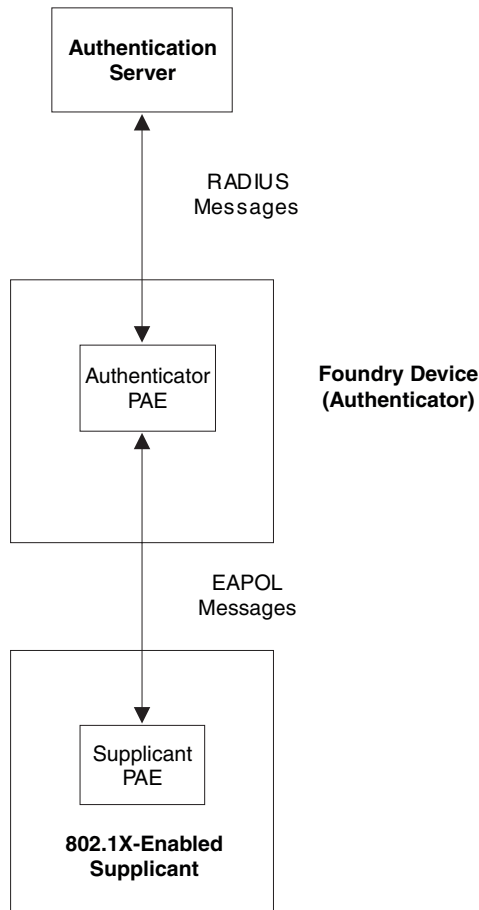 Authentication
Server
RADIUS
Messages
Authenticator
PAE
Foundry Device
(Authenticator)
EAPOL
Messages
Supplicant
PAE
802.1X-Enabled
Supplicant